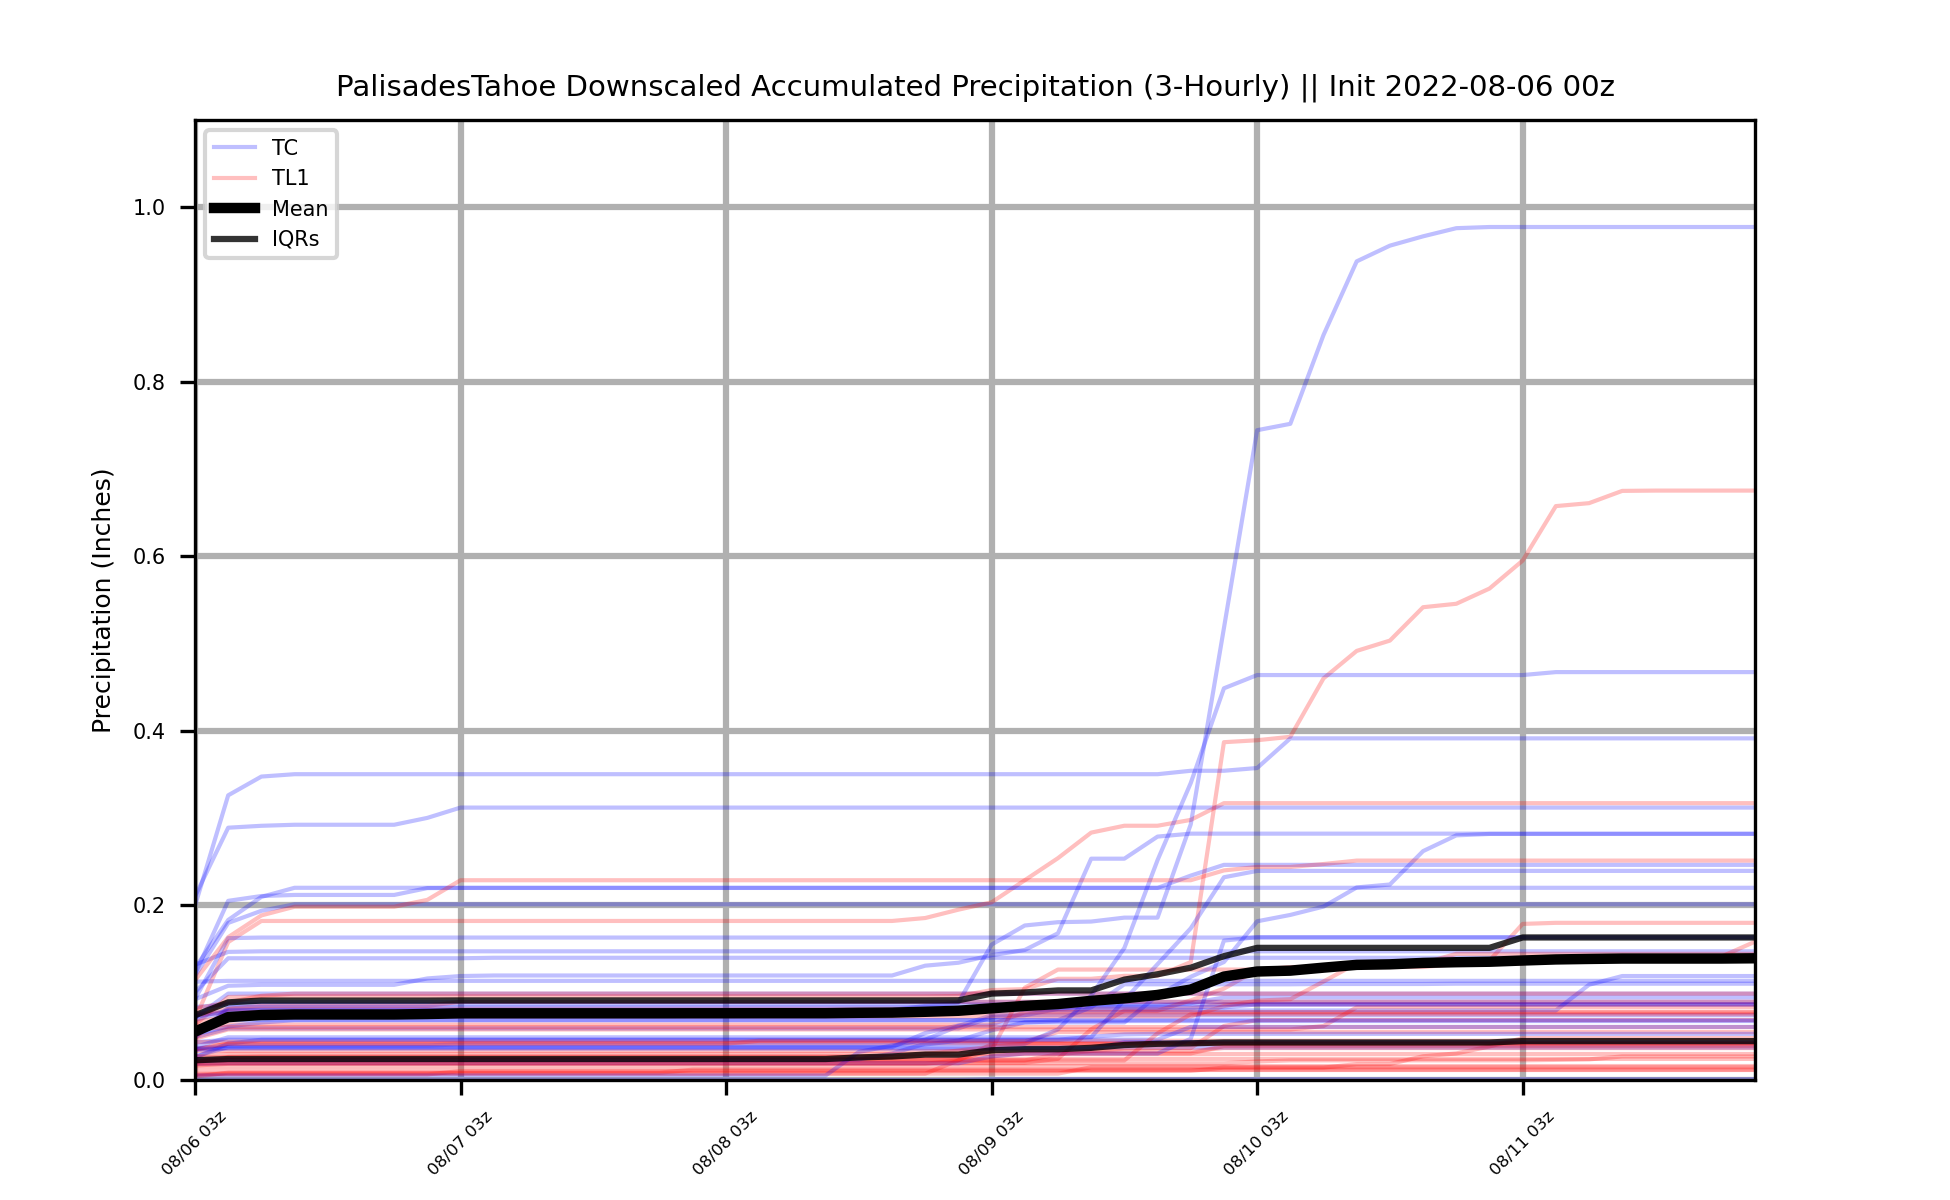 PalisadesTahoe Downscaled Accumulated Precipitation (3-Hourly) || Init 2022-08-06 00z
TC
TL1
Mean
IQRs
Precipitation (Inches)
1.0
0.8
0.6
0.4
0.2
0.0
08/06 03z
08/07 03z
08/08 03z
08/09 03z
08/10 03z
08/11 03z